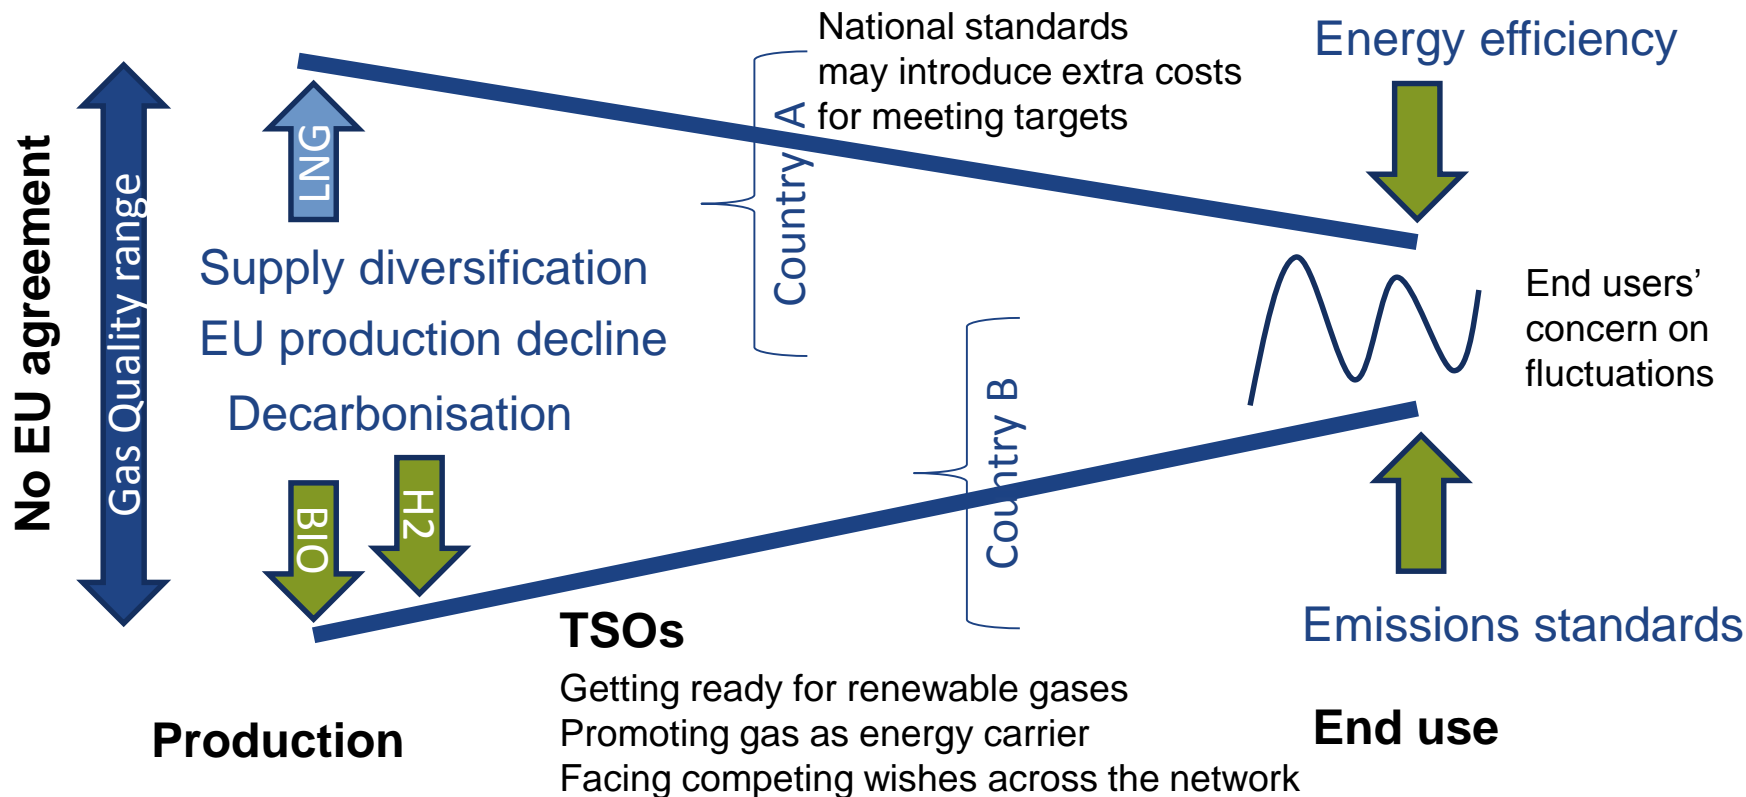 No EU agreement
Gas Quality range
LNG
Supply diversification
EU production decline
Decarbonisation
BIO
H2
Production
National standards
may introduce extra costs
for meeting targets
Country A
Country B
TSOs
Getting ready for renewable gases
Promoting gas as energy carrier
Facing competing wishes across the network
Energy efficiency
End users’
concern on
fluctuations
Emissions standards
End use